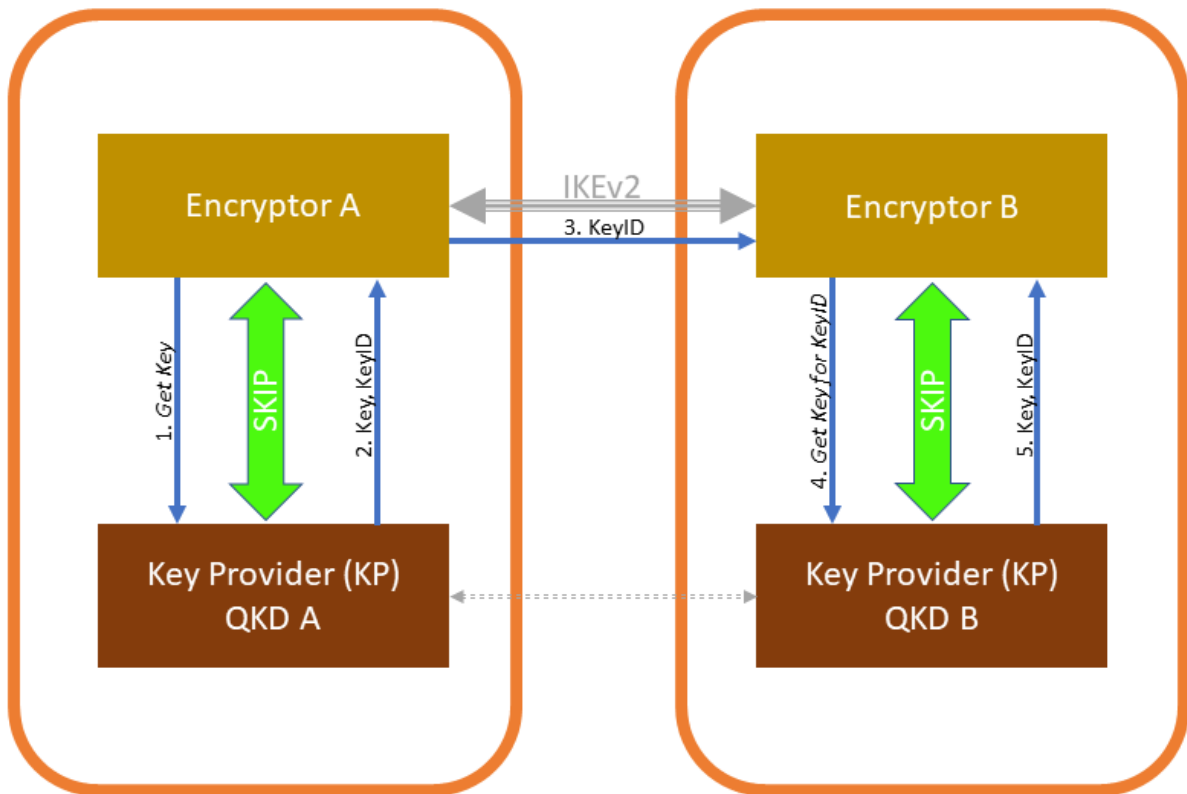 Encryptor A
IKEv2
Encryptor B
3. KeyID
1. Get Key
SKIP
2. Key, KeyID
4. Get Key for KeyID
SKIP
5. Key, KeyID
Key Provider (KP)
QKD A
Key Provider (KP)
QKD B